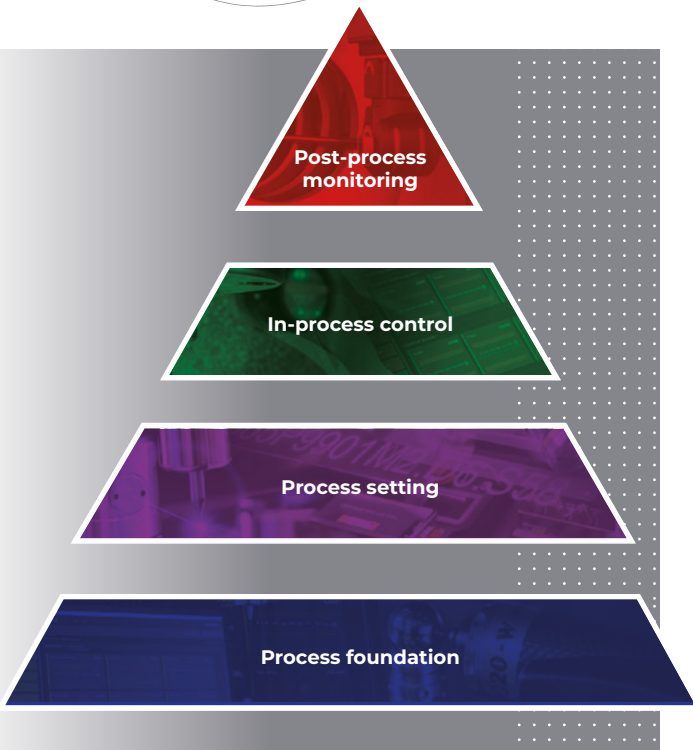 Post-process
monitoring
In-process control
Process setting
Process foundation